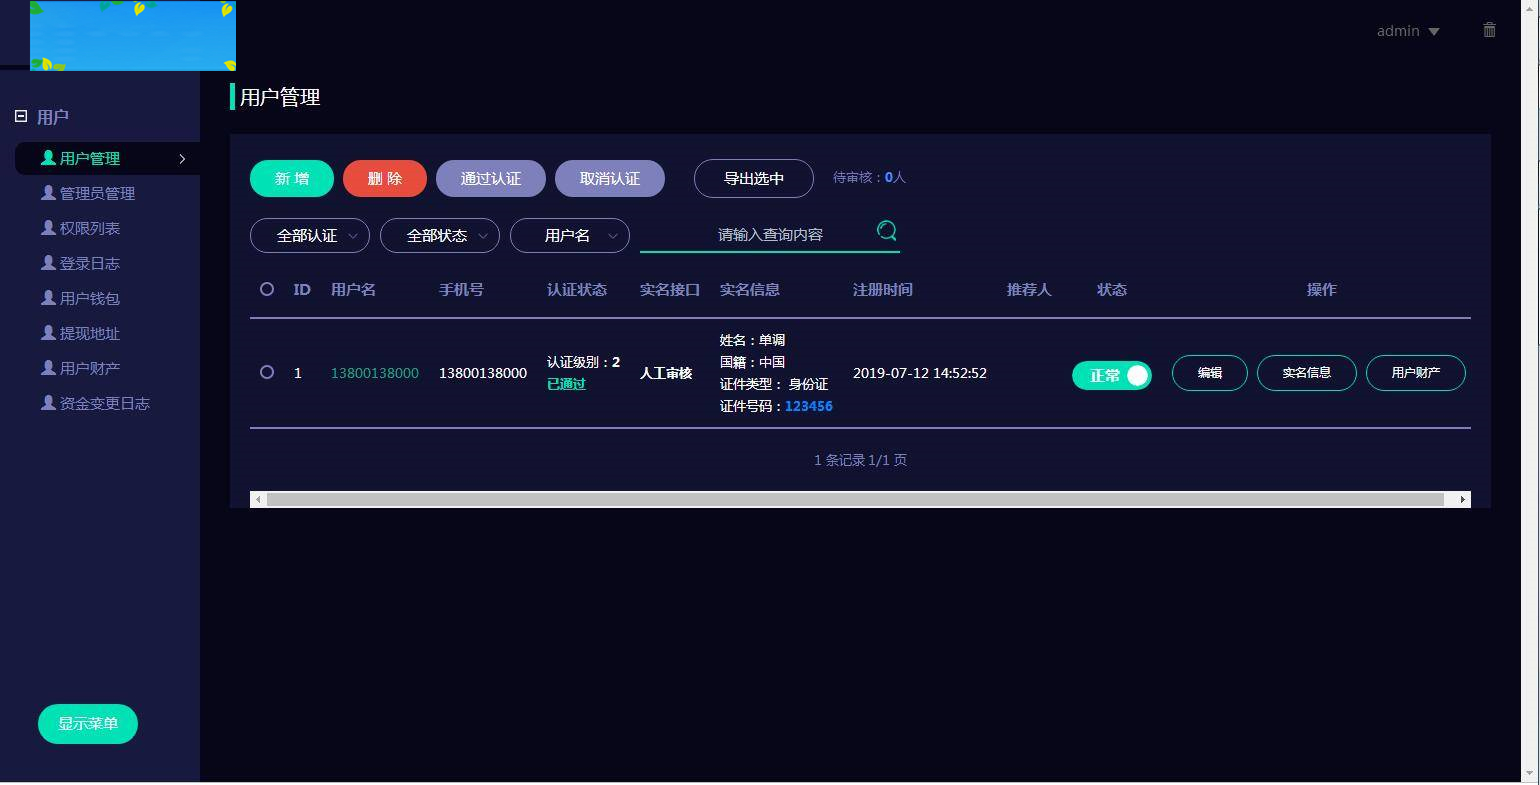 admin
用户
用户管理
管理员管理
权限列表
登录日志
用户钱包
提现地址
用户财产
资金变更日志
显示菜单
用户管理
新 增 删 除 通过认证 取消认证 导出选中 待审核：0人
全部认证 全部状态 用户名 请输入查询内容
ID 用户名 手机号 认证状态 实名接口 实名信息 注册时间 推荐人 状态 操作
1 13800138000 13800138000 认证级别：2 已通过 人工审核 姓名：单调 国籍：中国 证件类型： 身份证 证件号码：123456 2019-07-12 14:52:52 正常 编辑 实名信息 用户财产
1 条记录 1/1 页